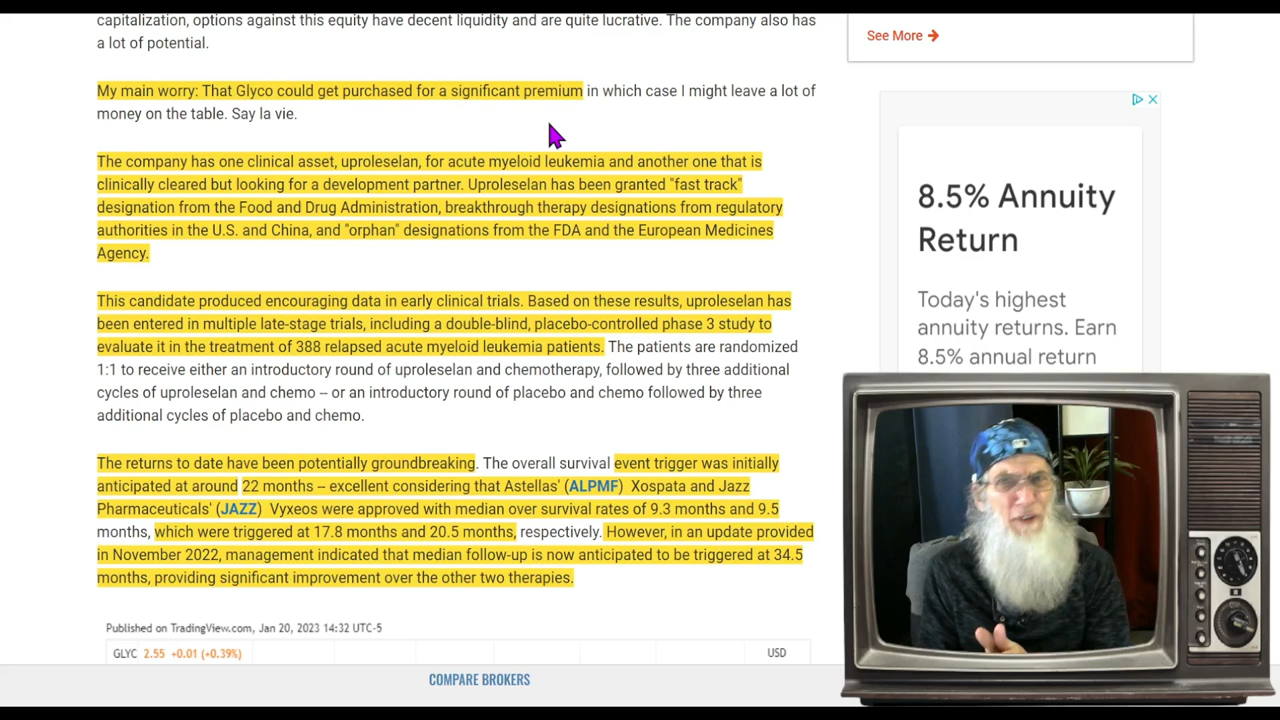 capitalization, options against this equity have decent liquidity and are quite lucrative. The company also has
a lot of potential.
My main worry: That Glyco could get purchased for a significant premium in which case I might leave a lot of
money on the table. Say la vie.
The company has one clinical asset, uproleselan, for acute myeloid leukemia and another one that is
clinically cleared but looking for a development partner. Uproleselan has been granted "fast track"
designation from the Food and Drug Administration, breakthrough therapy designations from regulatory
authorities in the U.S. and China, and "orphan" designations from the FDA and the European Medicines
Agency.
This candidate produced encouraging data in early clinical trials. Based on these results, uproleselan has
been entered in multiple late-stage trials, including a double-blind, placebo-controlled phase 3 study to
evaluate it in the treatment of 388 relapsed acute myeloid leukemia patients. The patients are randomized
1:1 to receive either an introductory round of uproleselan and chemotherapy, followed by three additional
cycles of uproleselan and chemo -- or an introductory round of placebo and chemo followed by three
additional cycles of placebo and chemo.
The returns to date have been potentially groundbreaking. The overall survival event trigger was initially
anticipated at around 22 months -- excellent considering that Astellas' (ALPMF) Xospata and Jazz
Pharmaceuticals' (JAZZ) Vyxeos were approved with median over survival rates of 9.3 months and 9.5
months, which were triggered at 17.8 months and 20.5 months, respectively. However, in an update provided
in November 2022, management indicated that median follow-up is now anticipated to be triggered at 34.5
months, providing significant improvement over the other two therapies.
Published on TradingView.com, Jan 20, 2023 14:32 UTC-5
GLYC 2.55 +0.01 (+0.39%) USD
COMPARE BROKERS
See More
8.5% Annuity
Return
Today's highest
annuity returns. Earn
8.5% annual return